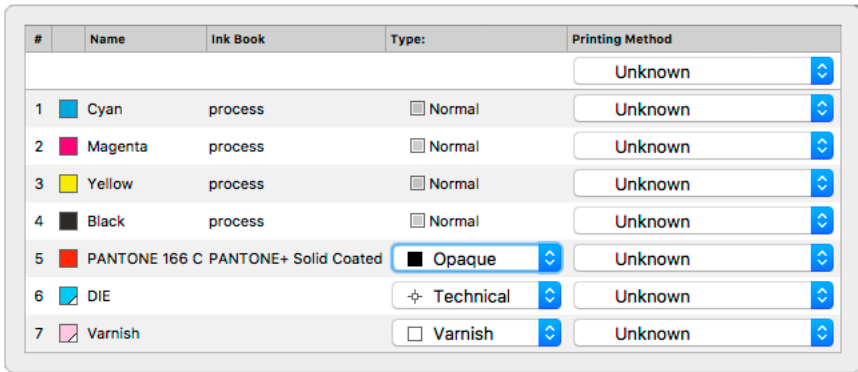 # Name Ink Book Type: Printing Method
Unknown
1 Cyan process Normal Unknown
2 Magenta process Normal Unknown
3 Yellow process Normal Unknown
4 Black process Normal Unknown
5 PANTONE 166 C PANTONE+ Solid Coated Opaque Unknown
6 DIE Technical Unknown
7 Varnish Varnish Unknown